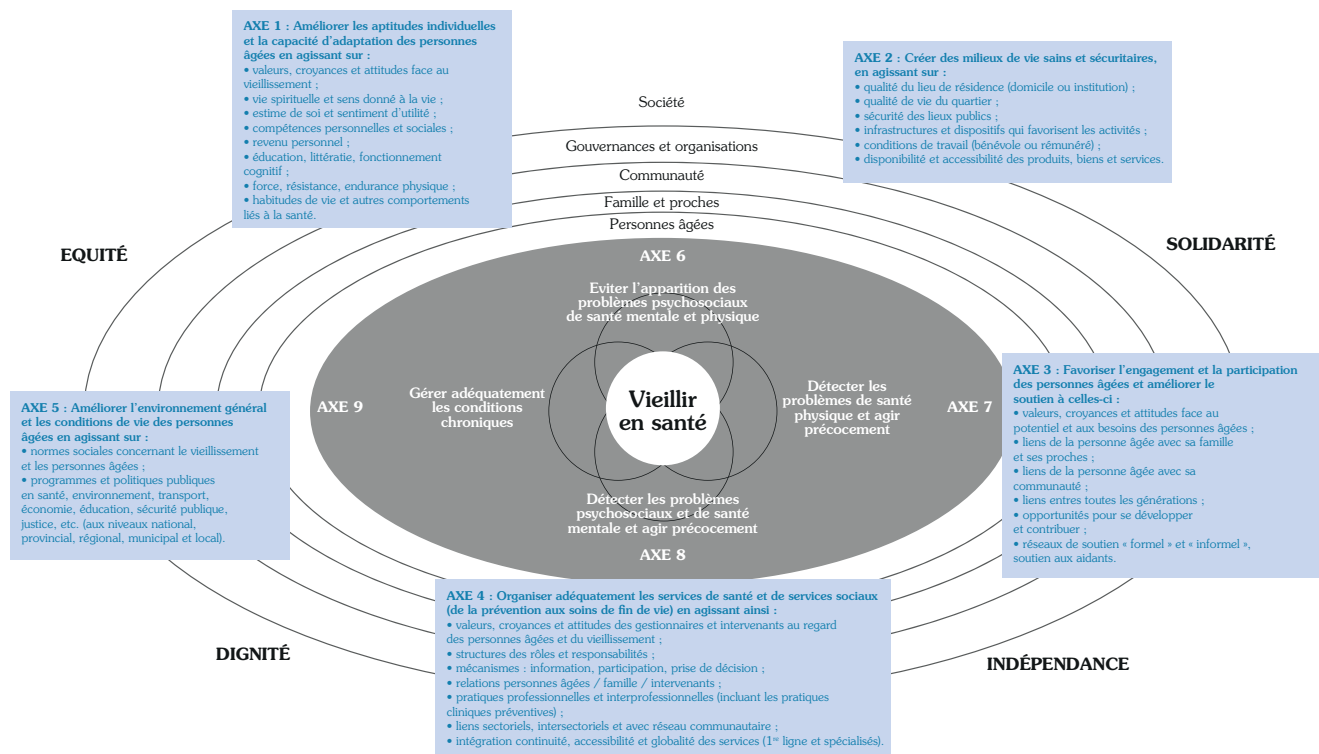 AXE 1 : Améliorer les aptitudes individuelles
et la capacité d'adaptation des personnes
âgées en agissant sur :
• valeurs, croyances et attitudes face au
vieillissement ;
• vie spirituelle et sens donné à la vie ;
• estime de soi et sentiment d'utilité ;
• compétences personnelles et sociales ;
• revenu personnel ;
• éducation, littératie, fonctionnement
cognitif ;
• force, résistance, endurance physique ;
• habitudes de vie et autres comportements
liés à la santé.
AXE 2 : Créer des milieux de vie sains et sécuritaires,
en agissant sur :
• qualité du lieu de résidence (domicile ou institution) ;
• qualité de vie du quartier ;
• sécurité des lieux publics ;
• infrastructures et dispositifs qui favorisent les activités ;
• conditions de travail (bénévole ou rémunéré) ;
• disponibilité et accessibilité des produits, biens et services.
Société
Gouvernances et organisations
Communauté
Famille et proches
Personnes âgées
EQUITÉ
SOLIDARITÉ
AXE 6
Eviter l'apparition des
problèmes psychosociaux
de santé mentale et physique
AXE 9
Gérer adéquatement
les conditions
chroniques
Vieillir
en santé
Détecter les
problèmes de santé
physique et agir
précocement
AXE 7
Détecter les problèmes
psychosociaux et de santé
mentale et agir précocement
AXE 8
AXE 3 : Favoriser l'engagement et la participation
des personnes âgées et améliorer le
soutien à celles-ci :
• valeurs, croyances et attitudes face au
potentiel et aux besoins des personnes âgées ;
• liens de la personne âgée avec sa famille
et ses proches ;
• liens de la personne âgée avec sa
communauté ;
• liens entres toutes les générations ;
• opportunités pour se développer
et contribuer ;
• réseaux de soutien « formel » et « informel »,
soutien aux aidants.
AXE 5 : Améliorer l'environnement général
et les conditions de vie des personnes
âgées en agissant sur :
• normes sociales concernant le vieillissement
et les personnes âgées ;
• programmes et politiques publiques
en santé, environnement, transport,
économie, éducation, sécurité publique,
justice, etc. (aux niveaux national,
provincial, régional, municipal et local).
AXE 4 : Organiser adéquatement les services de santé et de services sociaux
(de la prévention aux soins de fin de vie) en agissant ainsi :
• valeurs, croyances et attitudes des gestionnaires et intervenants au regard
des personnes âgées et du vieillissement ;
• structures des rôles et responsabilités ;
• mécanismes : information, participation, prise de décision ;
• relations personnes âgées / famille / intervenants ;
• pratiques professionnelles et interprofessionnelles (incluant les pratiques
cliniques préventives) ;
• liens sectoriels, intersectoriels et avec réseau communautaire ;
• intégration continuité, accessibilité et globalité des services (1re ligne et spécialisés).
DIGNITÉ
INDÉPENDANCE